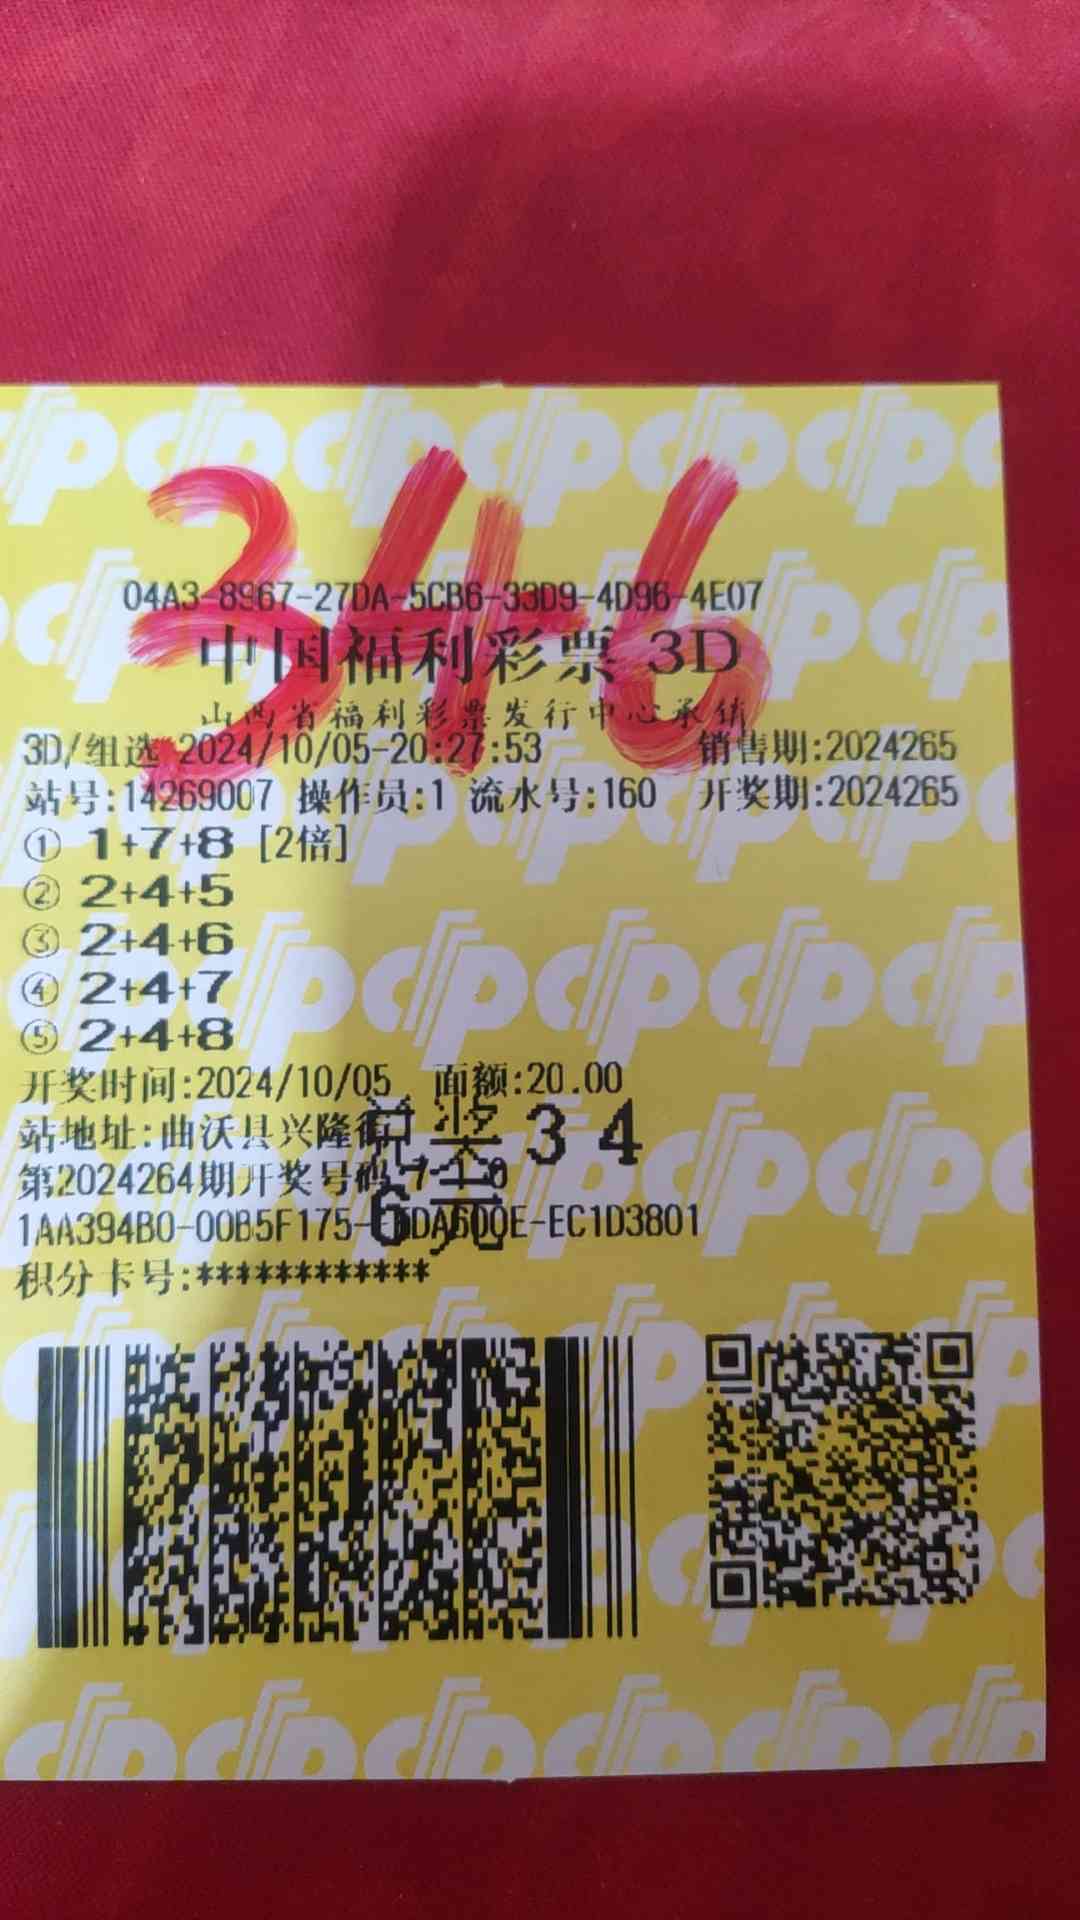 346
04A3-8967-27DA-5CB6-33D9-4D96-4E07
中国福利彩票 3D
山西省福利彩票发行中心承销
3D/组选 2024/10/05-20:27:53 销售期:2024265
站号:14269007 操作员:1 流水号:160 开奖期:2024265
① 1+7+8 [2倍]
② 2+4+5
③ 2+4+6
④ 2+4+7
⑤ 2+4+8
开奖时间:2024/10/05 面额:20.00
站地址:曲沃县兴隆街
兑奖34
第2024264期开奖号码:7
6元
1AA394B0-00B5F175- DA600E-EC1D3801
积分卡号:************